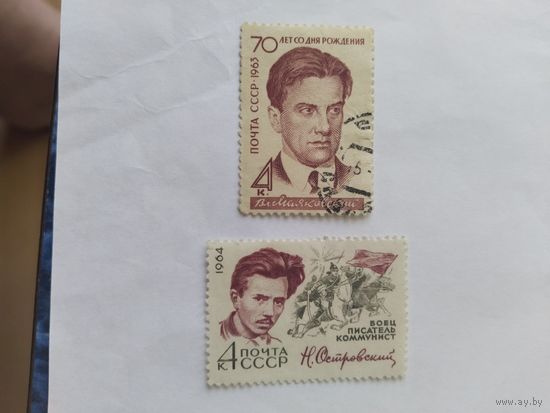 70 ЛЕТ СО ДНЯ РОЖДЕНИЯ
ПОЧТА СССР · 1963
4 К.
Вл. Маяковский
1964
БОЕЦ
ПИСАТЕЛЬ
КОММУНИСТ
4 К. ПОЧТА
СССР
Н. Островский
www.ay.by